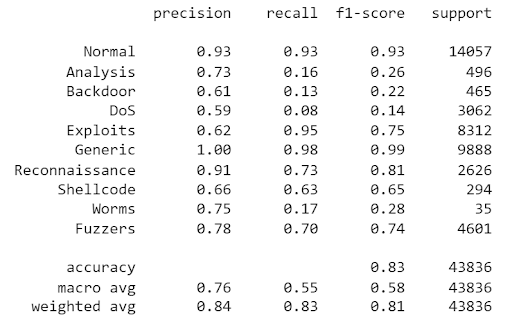 precision recall f1-score support
Normal 0.93 0.93 0.93 14057
Analysis 0.73 0.16 0.26 496
Backdoor 0.61 0.13 0.22 465
DoS 0.59 0.08 0.14 3062
Exploits 0.62 0.95 0.75 8312
Generic 1.00 0.98 0.99 9888
Reconnaissance 0.91 0.73 0.81 2626
Shellcode 0.66 0.63 0.65 294
Worms 0.75 0.17 0.28 35
Fuzzers 0.78 0.70 0.74 4601
accuracy 0.83 43836
macro avg 0.76 0.55 0.58 43836
weighted avg 0.84 0.83 0.81 43836